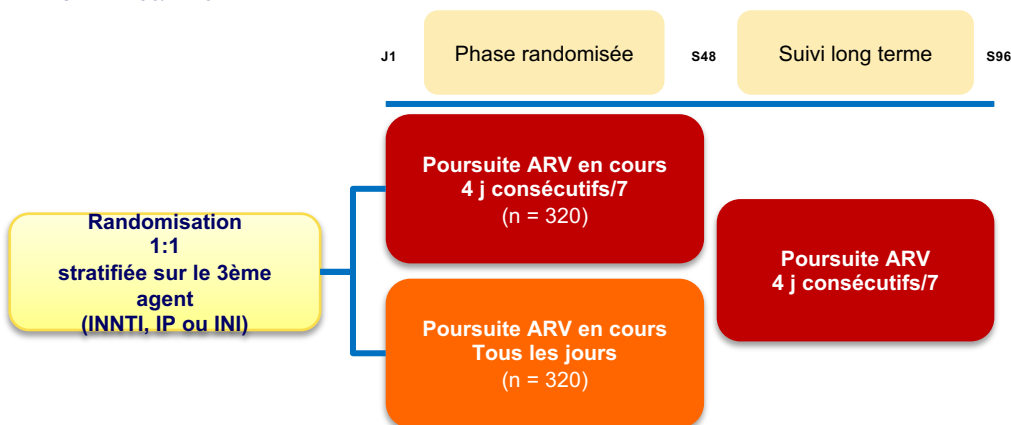 J1
Phase randomisée
S48
Suivi long terme
S96
Poursuite ARV en cours
4 j consécutifs/7
(n = 320)
Randomisation
1:1
stratifiée sur le 3ème
agent
(INNTI, IP ou INI)
Poursuite ARV
4 j consécutifs/7
Poursuite ARV en cours
Tous les jours
(n = 320)